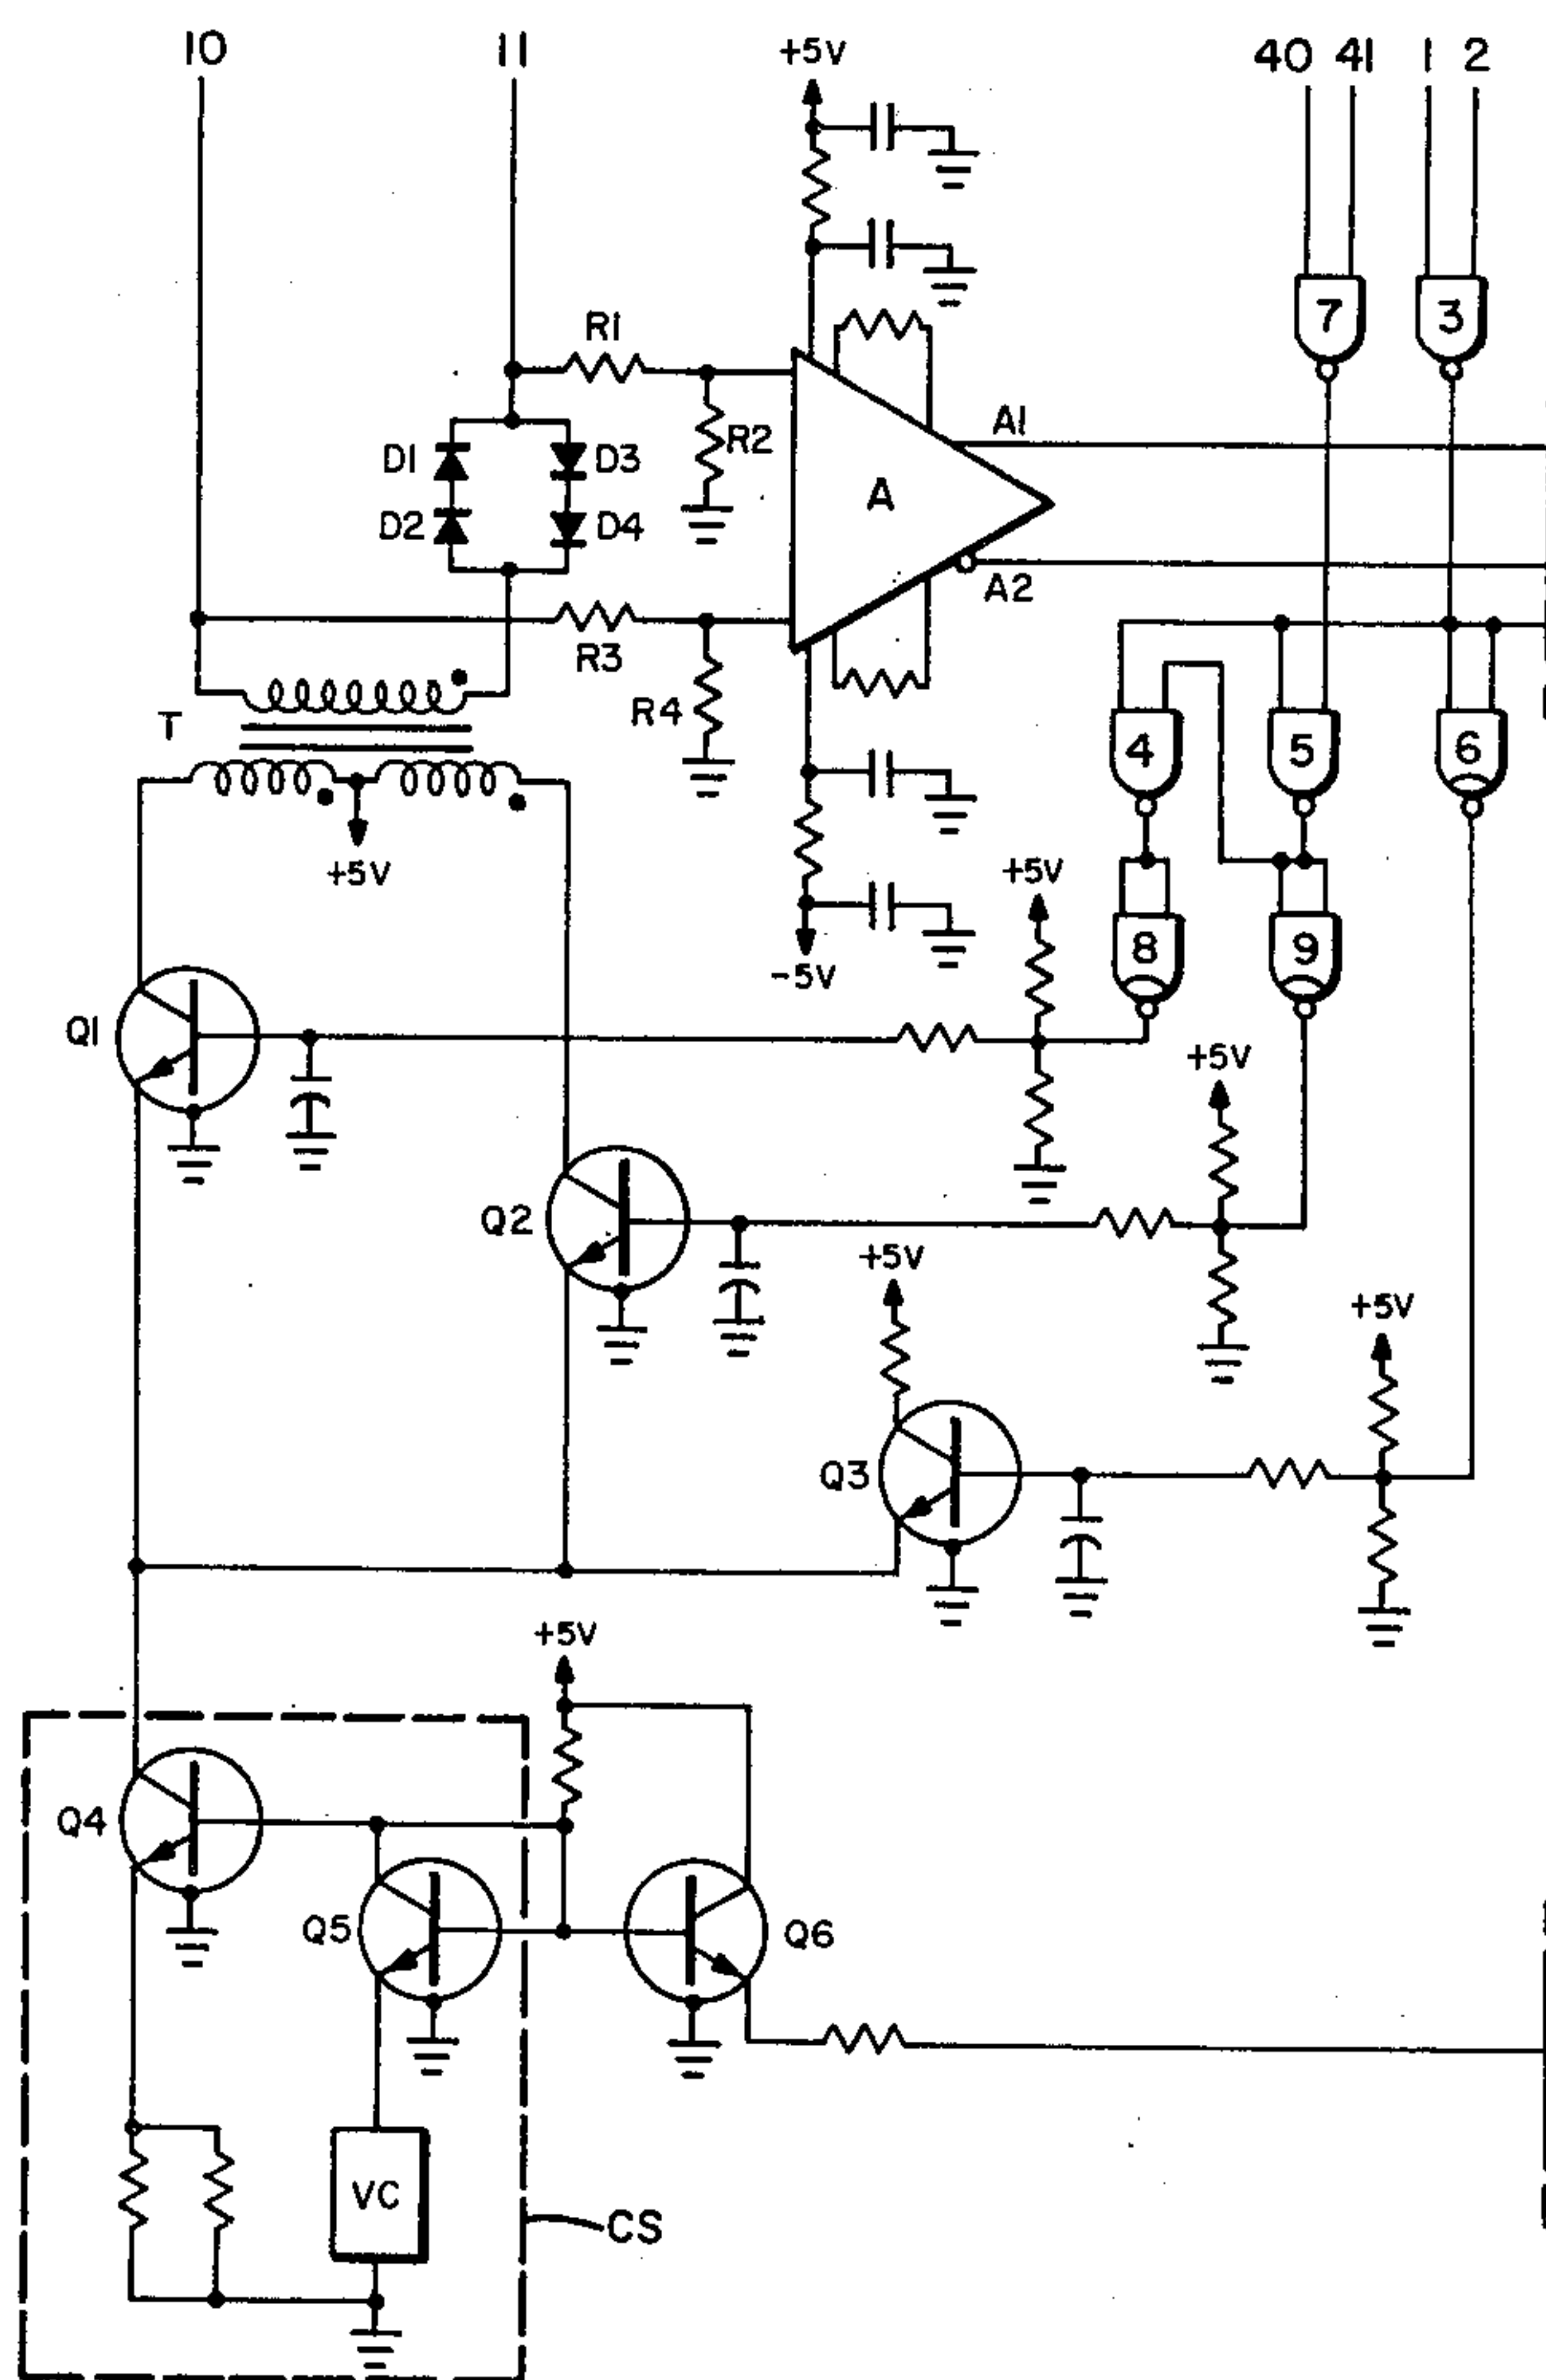 10 11 +5V 40 41 1 2
7 3
R1
R2
A1
D1 D3
A
D2 D4
A2
R3
R4
T
4 5 6
+5V
+5V
-5V
8 9
Q1
+5V
Q2
+5V
+5V
Q3
+5V
Q4
Q5 Q6
VC
CS